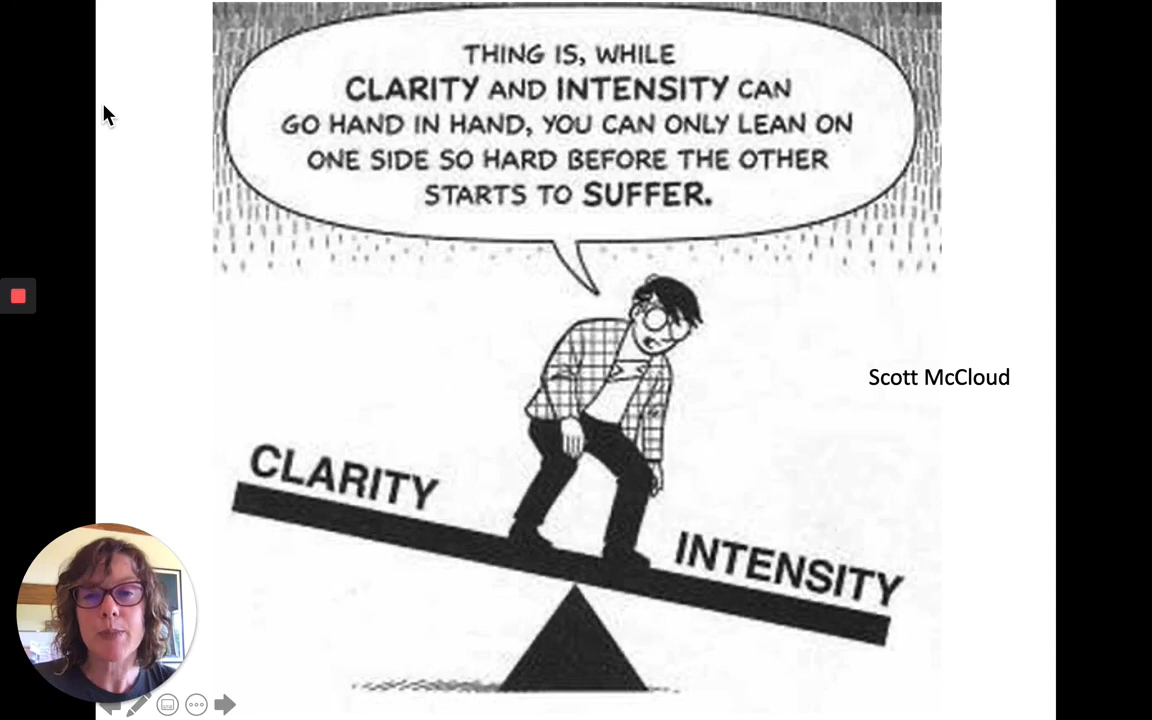 THING IS, WHILE
CLARITY AND INTENSITY CAN
GO HAND IN HAND, YOU CAN ONLY LEAN ON
ONE SIDE SO HARD BEFORE THE OTHER
STARTS TO SUFFER.
Scott McCloud
CLARITY
INTENSITY